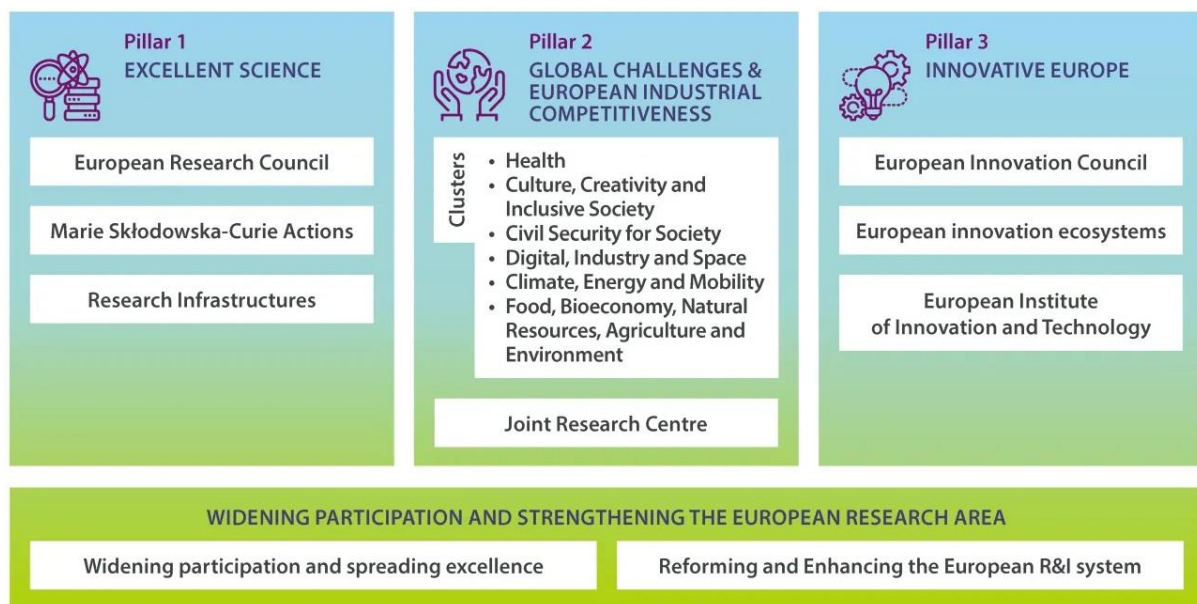 Pillar 1
EXCELLENT SCIENCE
European Research Council
Marie Skłodowska-Curie Actions
Research Infrastructures
Pillar 2
GLOBAL CHALLENGES &
EUROPEAN INDUSTRIAL
COMPETITIVENESS
Clusters
• Health
• Culture, Creativity and
Inclusive Society
• Civil Security for Society
• Digital, Industry and Space
• Climate, Energy and Mobility
• Food, Bioeconomy, Natural
Resources, Agriculture and
Environment
Joint Research Centre
Pillar 3
INNOVATIVE EUROPE
European Innovation Council
European innovation ecosystems
European Institute
of Innovation and Technology
WIDENING PARTICIPATION AND STRENGTHENING THE EUROPEAN RESEARCH AREA
Widening participation and spreading excellence
Reforming and Enhancing the European R&I system